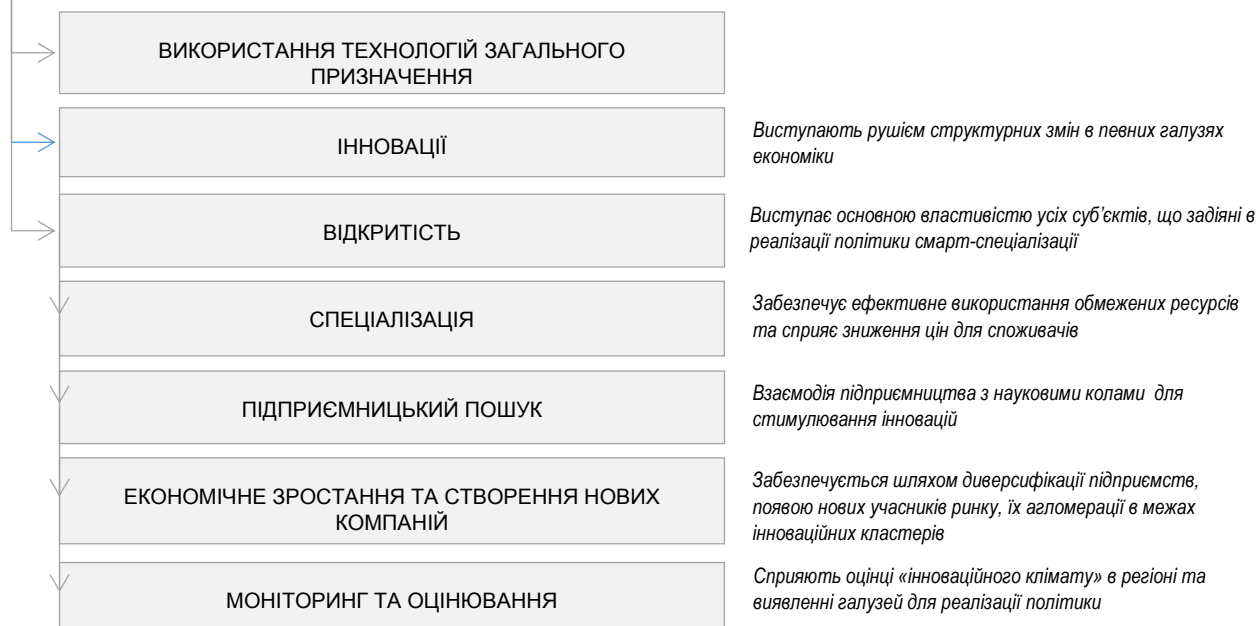 ВИКОРИСТАННЯ ТЕХНОЛОГІЙ ЗАГАЛЬНОГО
ПРИЗНАЧЕННЯ
ІННОВАЦІЇ
Виступають рушієм структурних змін в певних галузях
економіки
ВІДКРИТІСТЬ
Виступає основною властивістю усіх суб’єктів, що задіяні в
реалізації політики смарт-спеціалізації
СПЕЦІАЛІЗАЦІЯ
Забезпечує ефективне використання обмежених ресурсів
та сприяє зниження цін для споживачів
ПІДПРИЄМНИЦЬКИЙ ПОШУК
Взаємодія підприємництва з науковими колами для
стимулювання інновацій
ЕКОНОМІЧНЕ ЗРОСТАННЯ ТА СТВОРЕННЯ НОВИХ
КОМПАНІЙ
Забезпечується шляхом диверсифікації підприємств,
появою нових учасників ринку, їх агломерації в межах
інноваційних кластерів
МОНІТОРИНГ ТА ОЦІНЮВАННЯ
Сприяють оцінці «інноваційного клімату» в регіоні та
виявленні галузей для реалізації політики